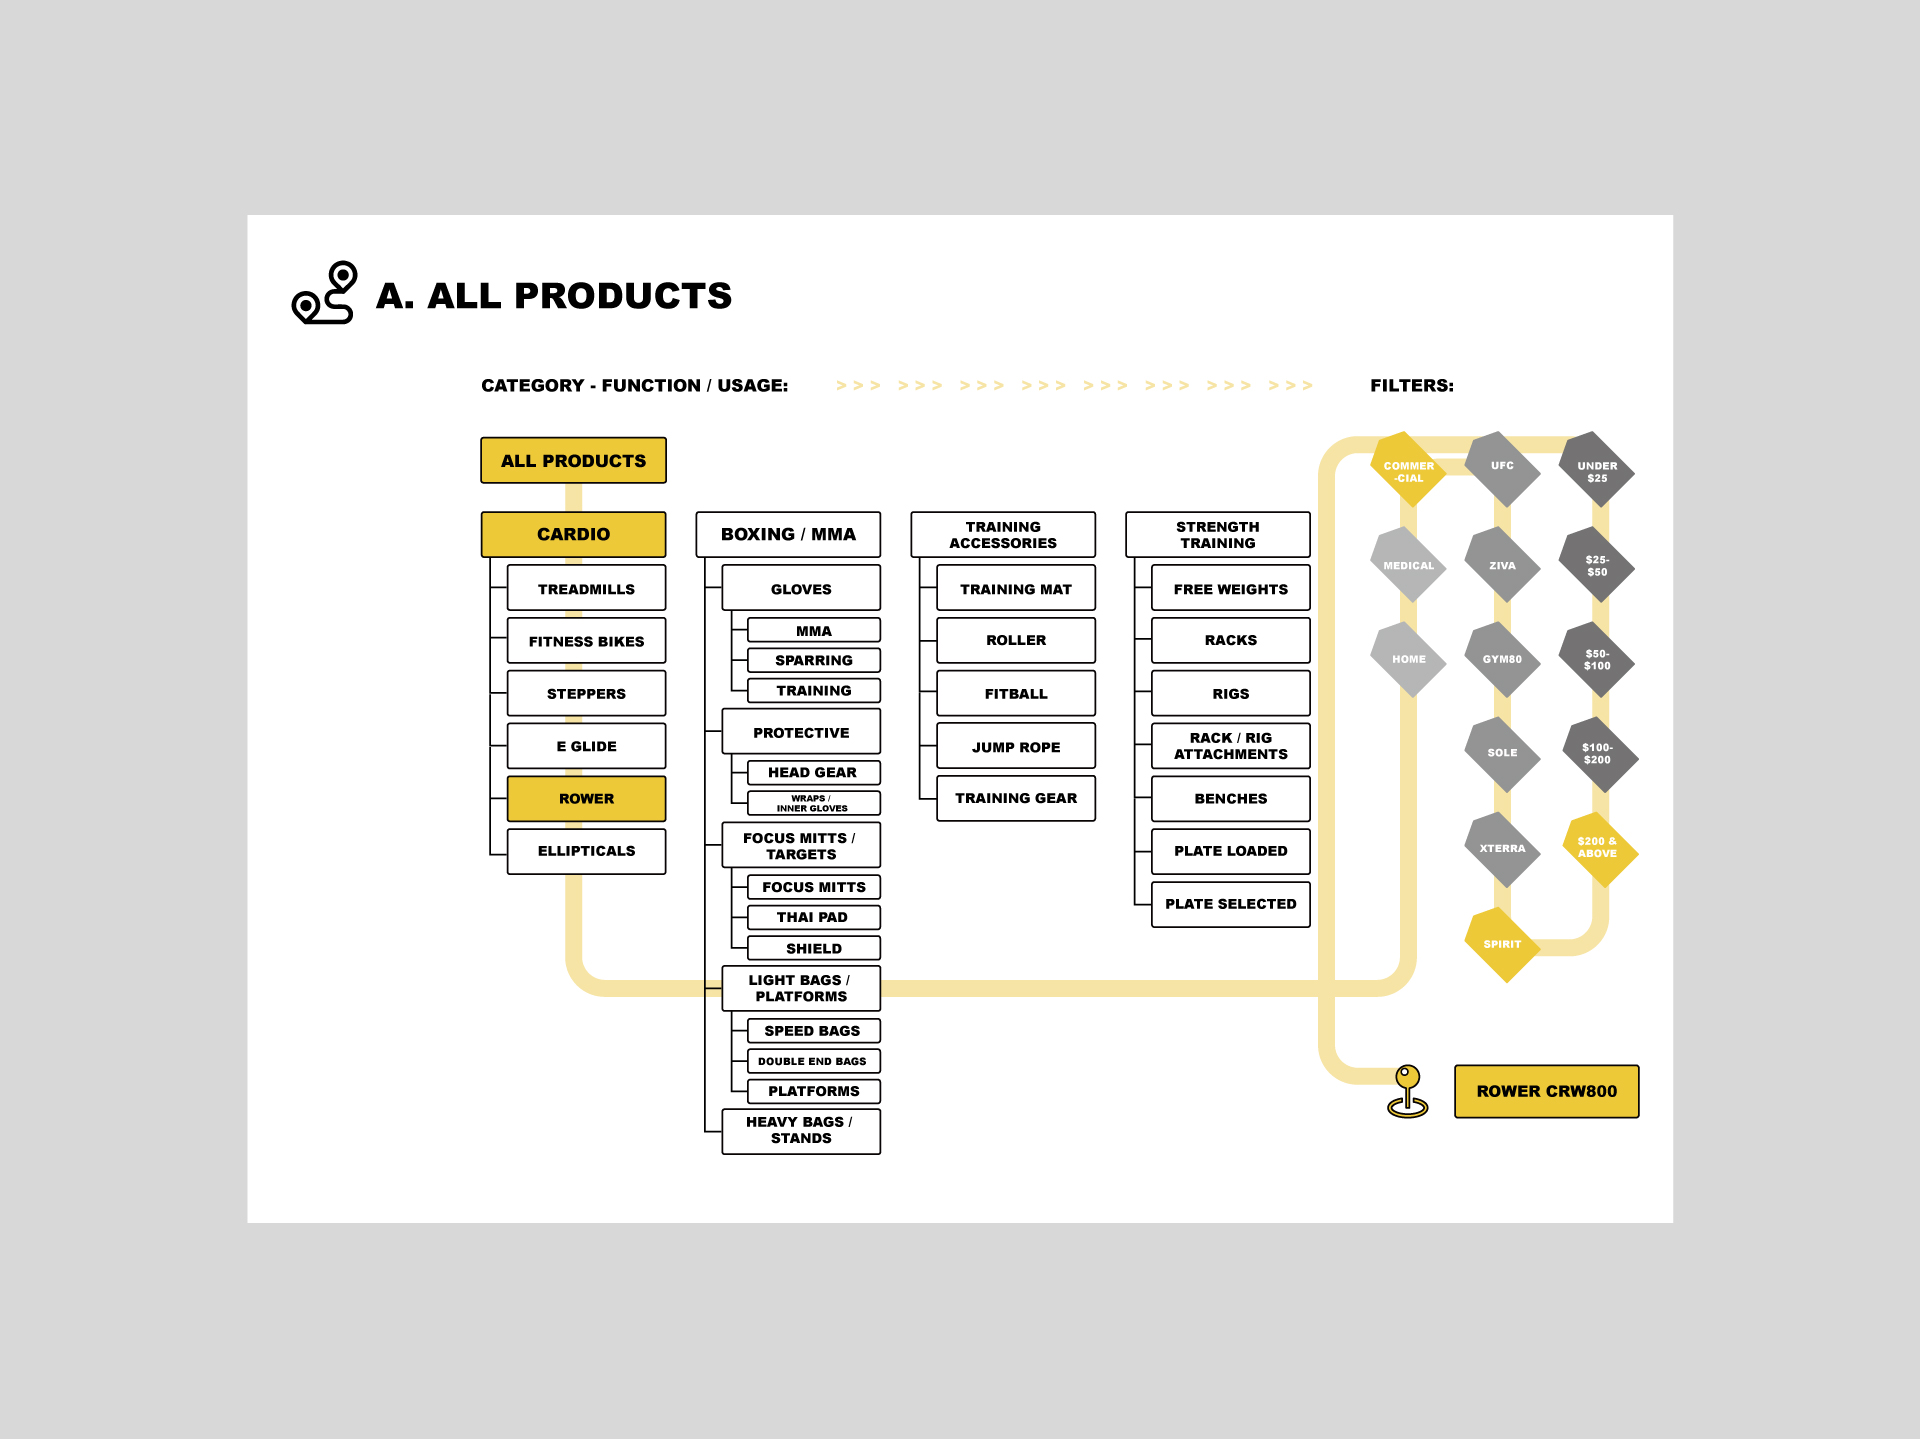 A. ALL PRODUCTS
CATEGORY - FUNCTION / USAGE:
>>> >>> >>> >>> >>> >>> >>> >>>
FILTERS:
ALL PRODUCTS
CARDIO
TREADMILLS
FITNESS BIKES
STEPPERS
E GLIDE
ROWER
ELLIPTICALS
BOXING / MMA
GLOVES
MMA
SPARRING
TRAINING
PROTECTIVE
HEAD GEAR
WRAPS /
INNER GLOVES
FOCUS MITTS /
TARGETS
FOCUS MITTS
THAI PAD
SHIELD
LIGHT BAGS /
PLATFORMS
SPEED BAGS
DOUBLE END BAGS
PLATFORMS
HEAVY BAGS /
STANDS
TRAINING
ACCESSORIES
TRAINING MAT
ROLLER
FITBALL
JUMP ROPE
TRAINING GEAR
STRENGTH
TRAINING
FREE WEIGHTS
RACKS
RIGS
RACK / RIG
ATTACHMENTS
BENCHES
PLATE LOADED
PLATE SELECTED
COMMER
-CIAL
MEDICAL
HOME
UFC
ZIVA
GYM80
SOLE
XTERRA
SPIRIT
UNDER
$25
$25-
$50
$50-
$100
$100-
$200
$200 &
ABOVE
ROWER CRW800